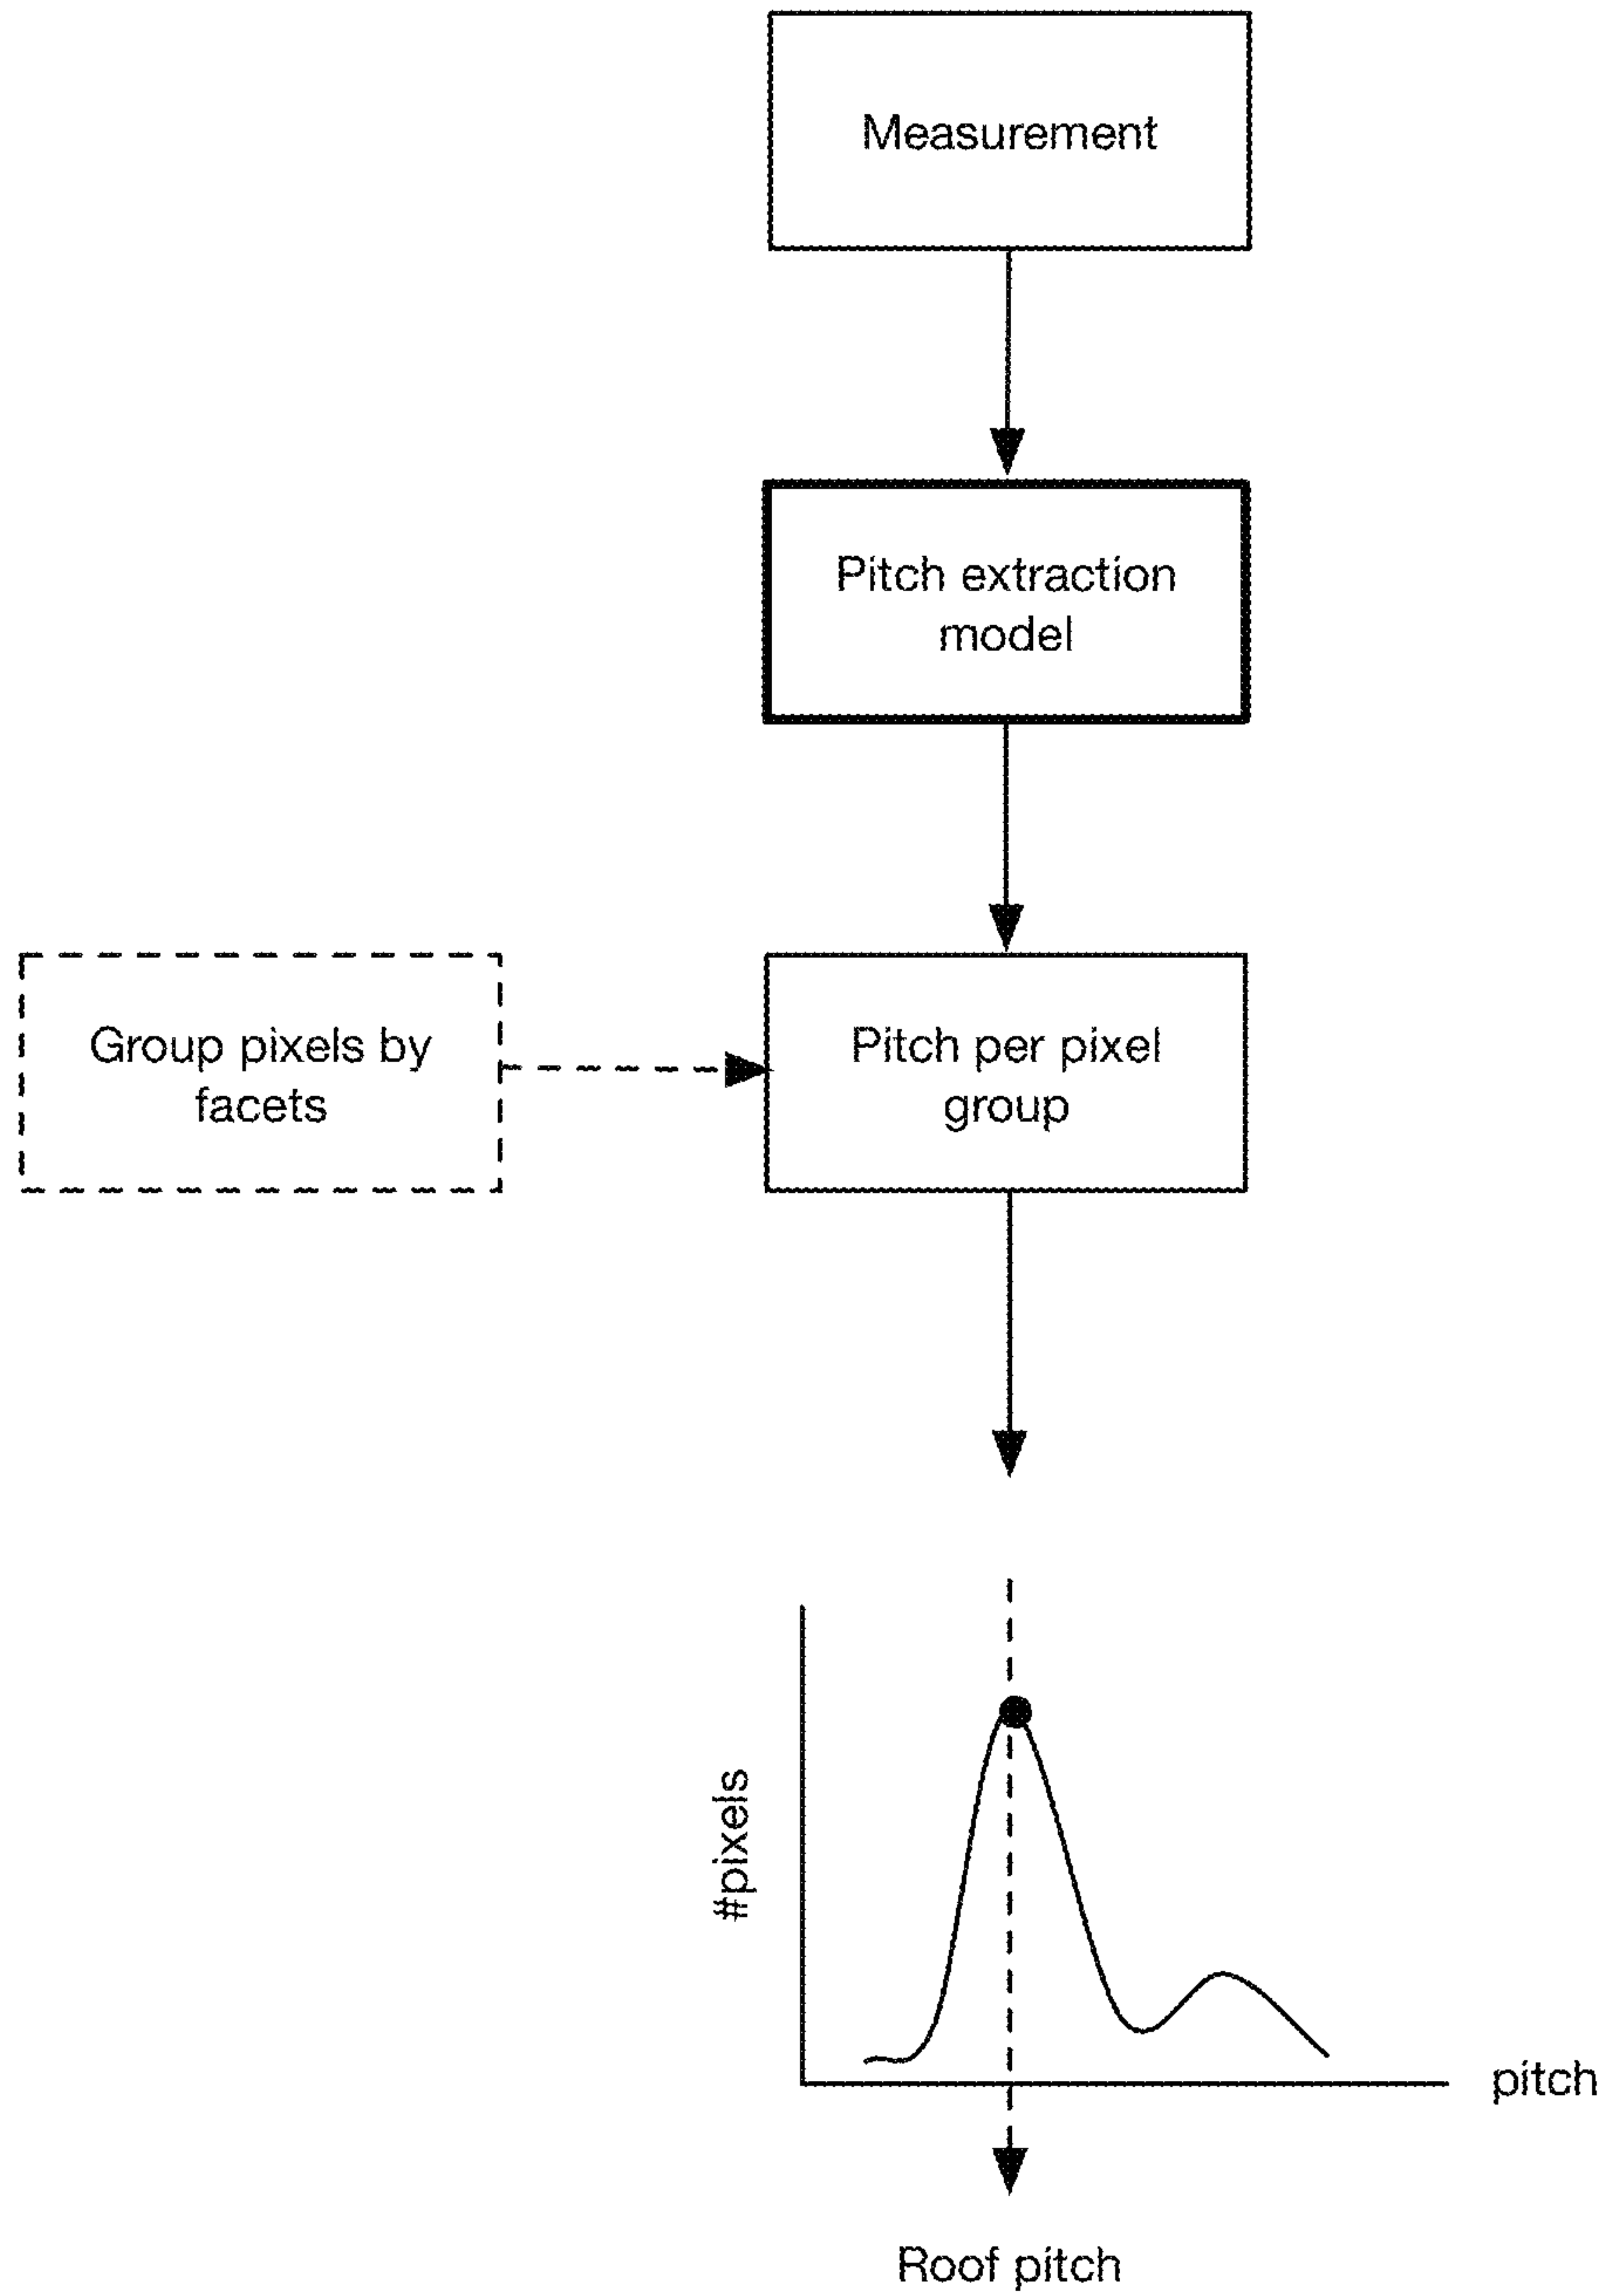 Measurement
Pitch extraction
model
Group pixels by
facets
Pitch per pixel
group
#pixels
pitch
Roof pitch